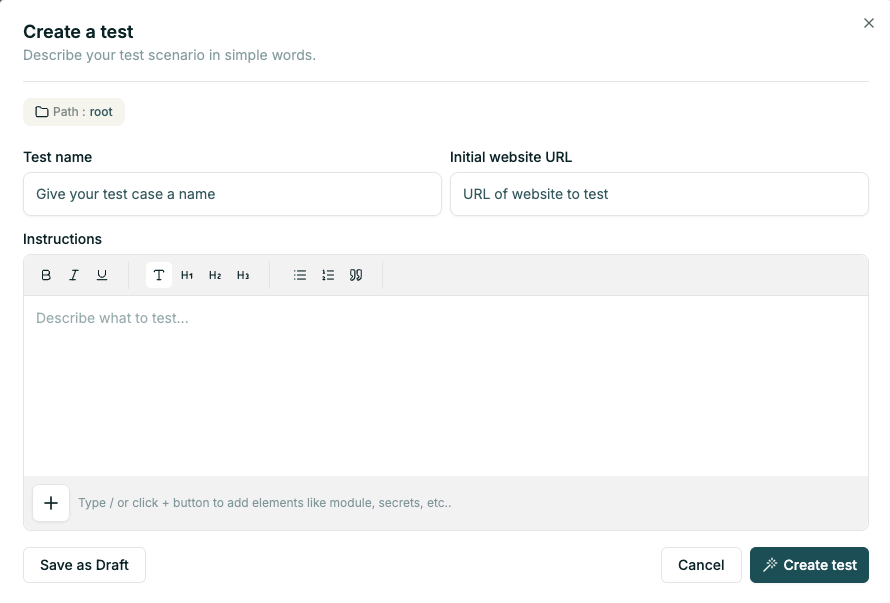 Create a test
Describe your test scenario in simple words.
Path : root
Test name
Initial website URL
Give your test case a name
URL of website to test
Instructions
B I U T H1 H2 H3
Describe what to test...
Type / or click + button to add elements like module, secrets, etc..
Save as Draft
Cancel
Create test